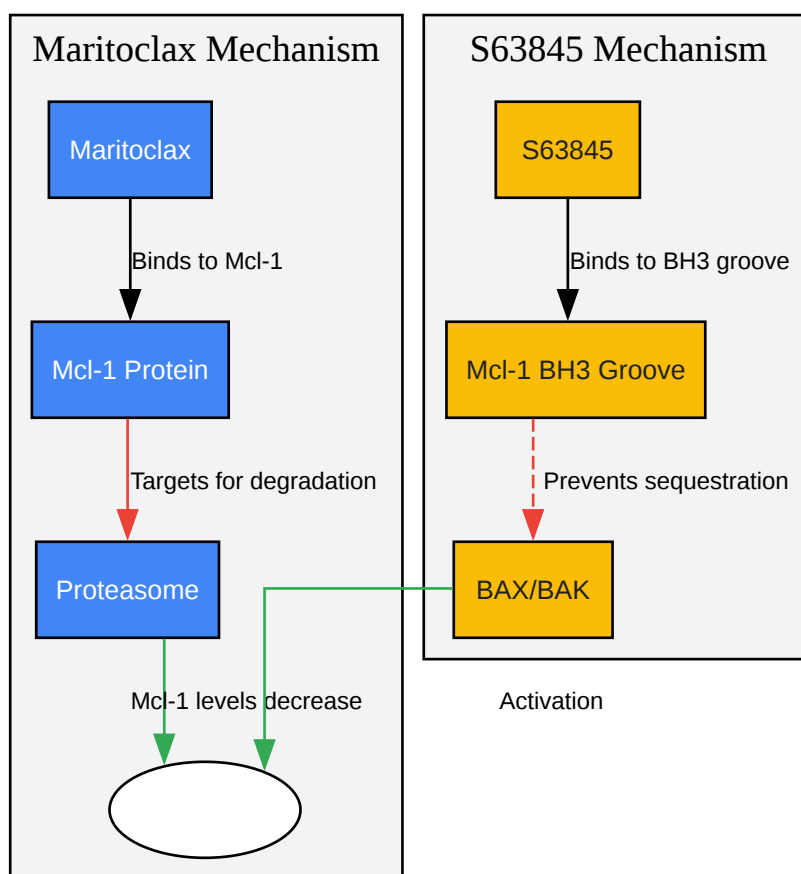 Maritoclax Mechanism
Maritoclax
Binds to Mcl-1
Mcl-1 Protein
Targets for degradation
Proteasome
Mcl-1 levels decrease
S63845 Mechanism
S63845
Binds to BH3 groove
Mcl-1 BH3 Groove
Prevents sequestration
BAX/BAK
Activation